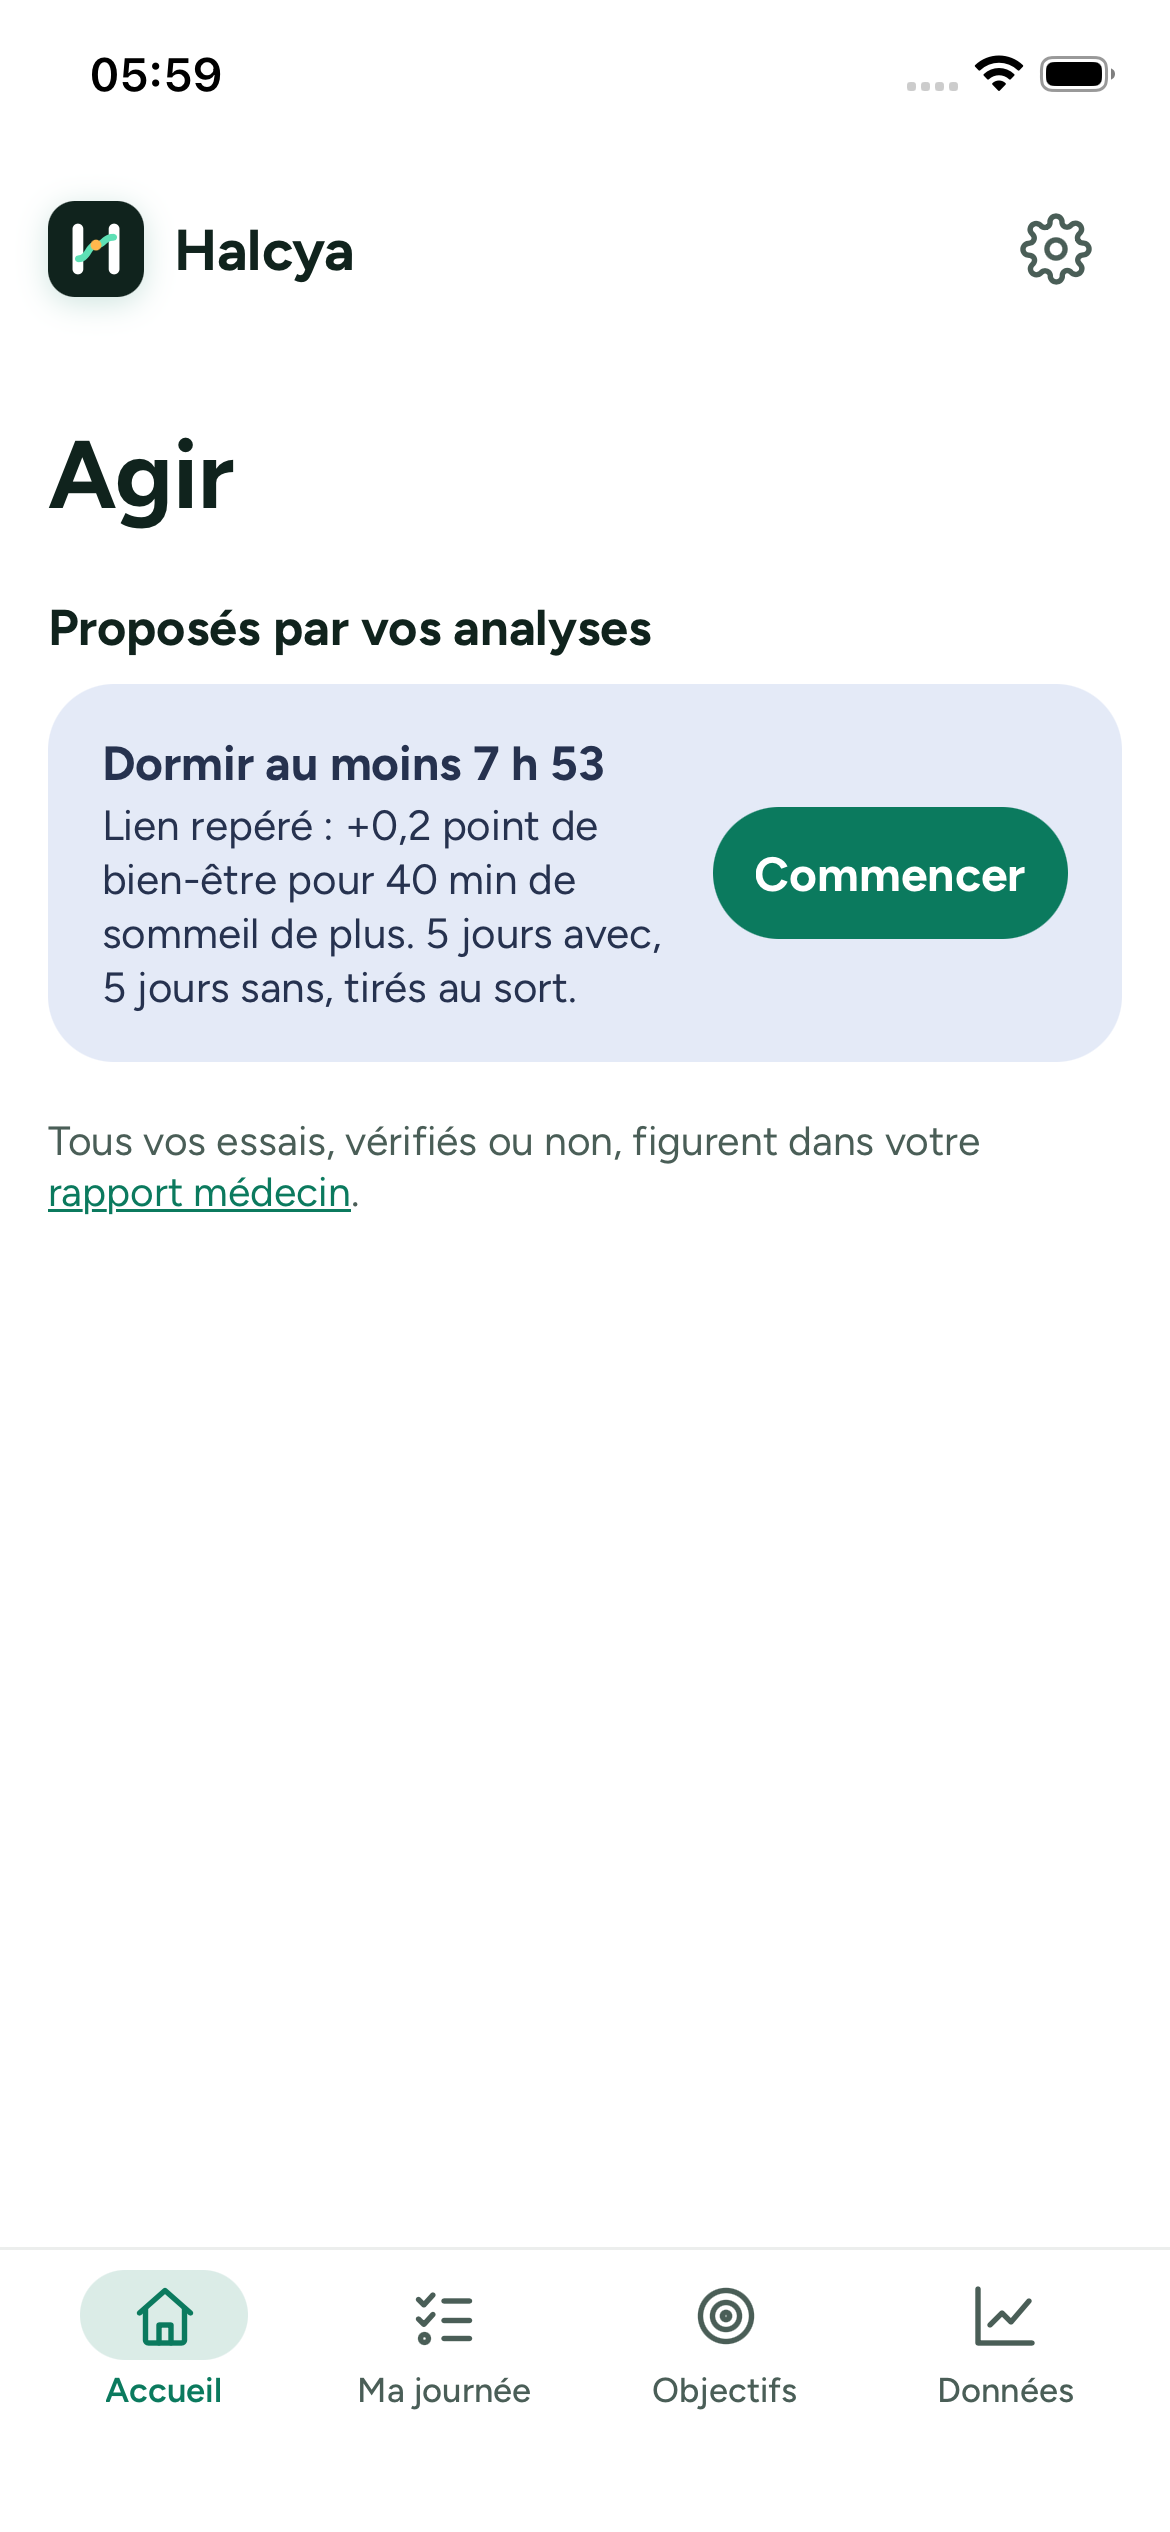 05:59
Halcya
Agir
Proposés par vos analyses
Dormir au moins 7 h 53
Lien repéré : +0,2 point de
bien-être pour 40 min de
sommeil de plus. 5 jours avec,
5 jours sans, tirés au sort.
Commencer
Tous vos essais, vérifiés ou non, figurent dans votre
rapport médecin.
Accueil
Ma journée
Objectifs
Données